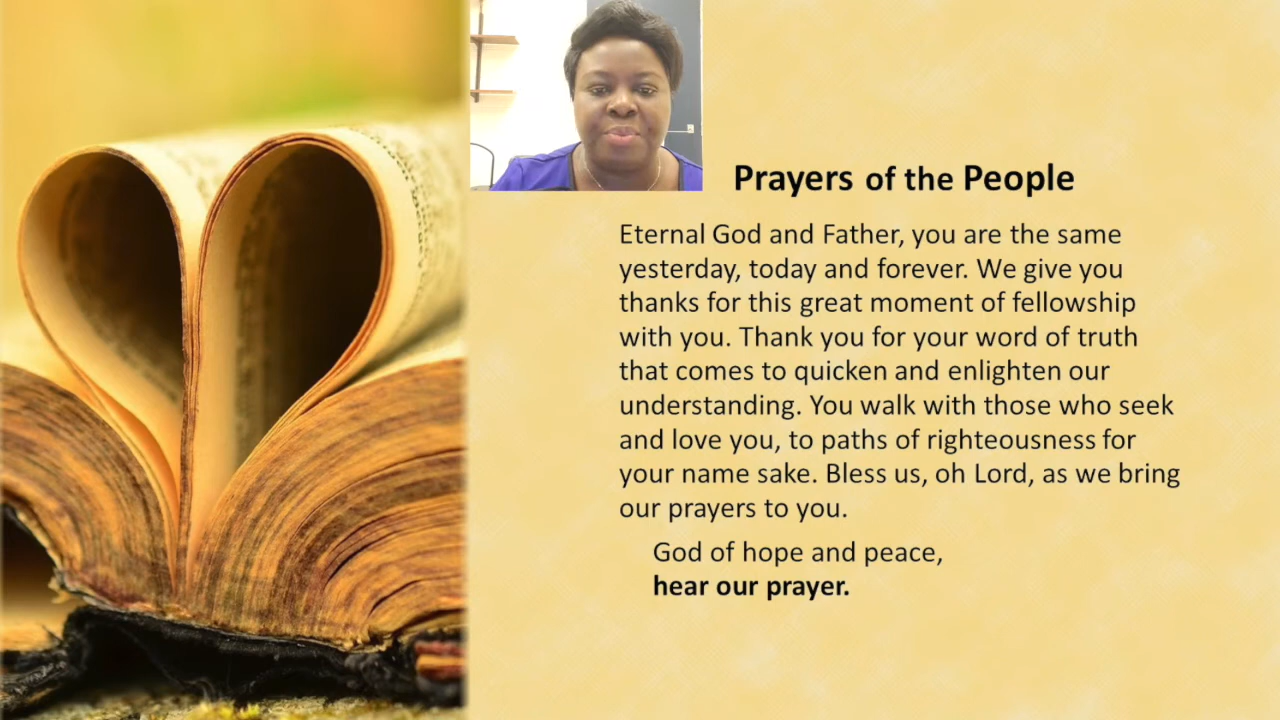 Prayers of the People
Eternal God and Father, you are the same
yesterday, today and forever. We give you
thanks for this great moment of fellowship
with you. Thank you for your word of truth
that comes to quicken and enlighten our
understanding. You walk with those who seek
and love you, to paths of righteousness for
your name sake. Bless us, oh Lord, as we bring
our prayers to you.
God of hope and peace,
hear our prayer.